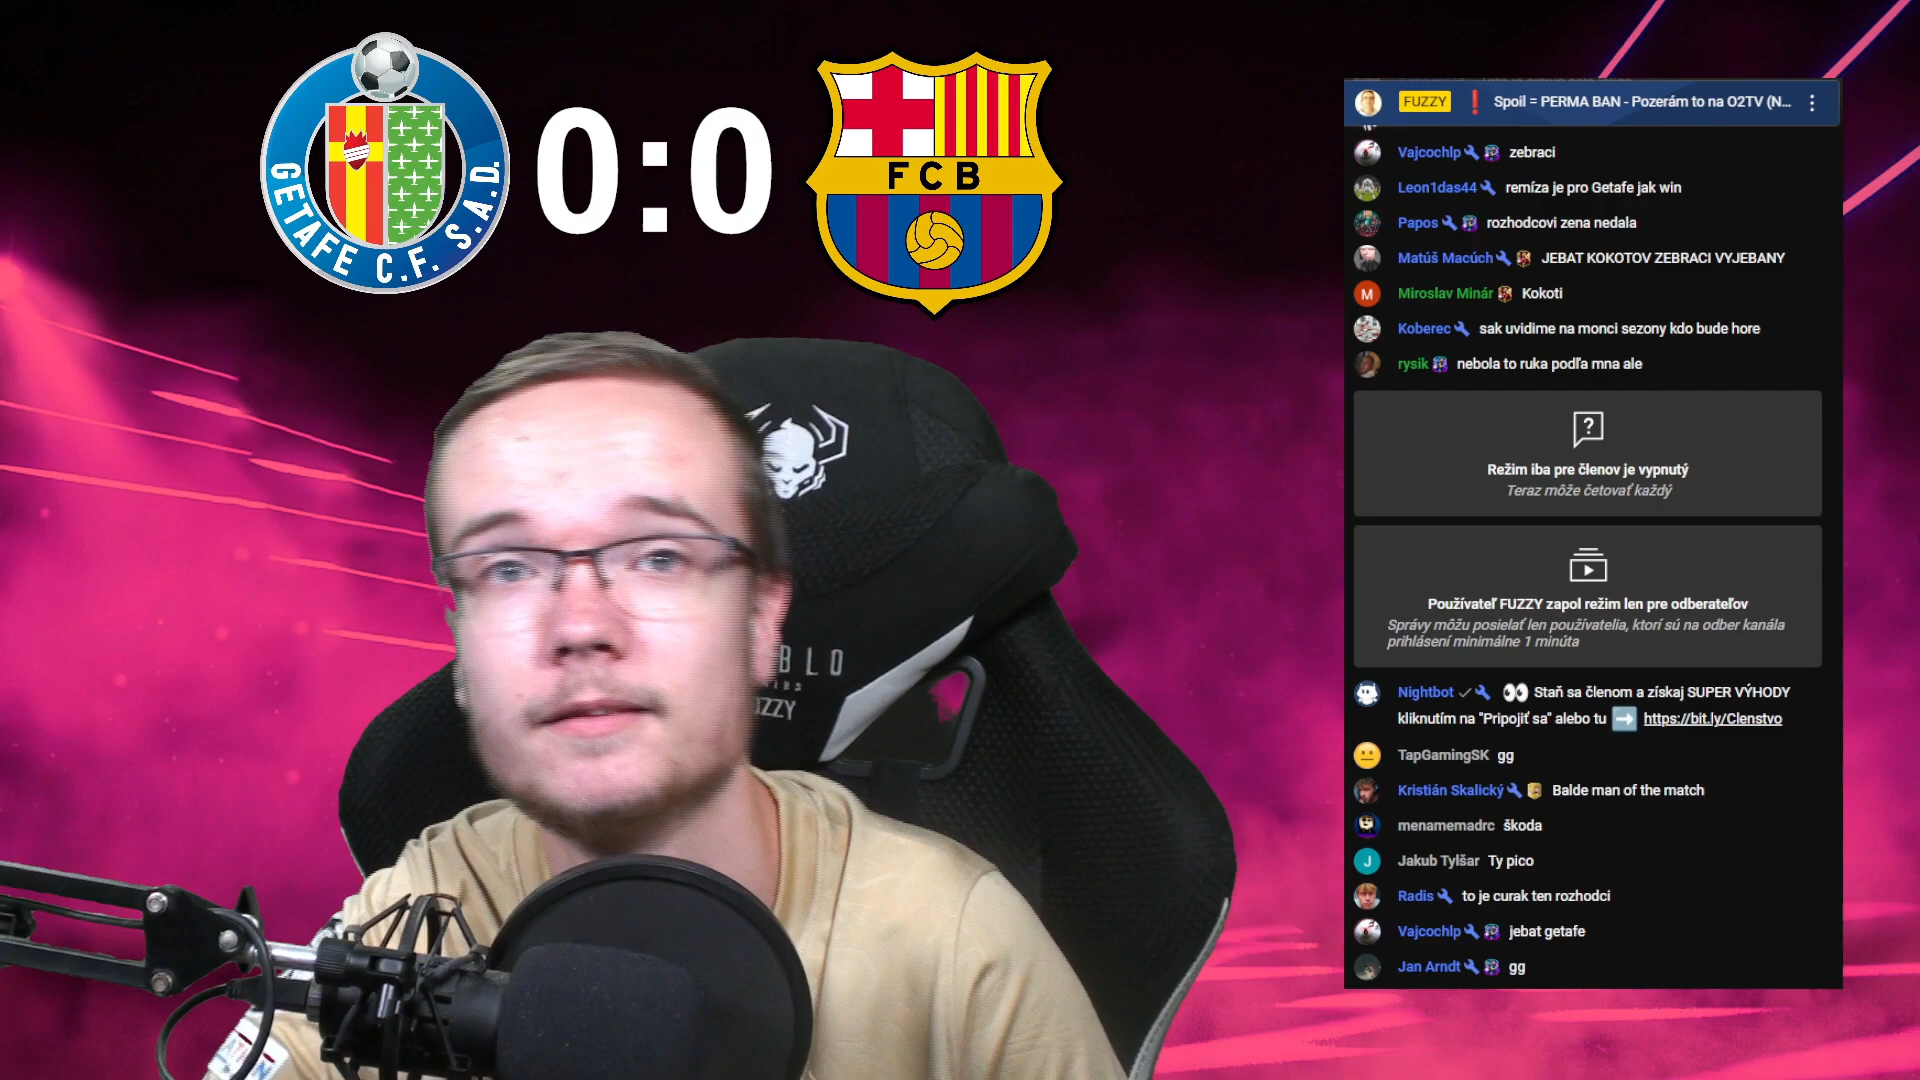 GETAFE C.F. S.A.D.
0:0
FCB
FUZZY ❗ Spoil = PERMA BAN - Pozerám to na O2TV (N...
Vajcochlp zebraci
Leon1das44 remíza je pro Getafe jak win
Papos rozhodcovi zena nedala
Matúš Macúch JEBAT KOKOTOV ZEBRACI VYJEBANY
M Miroslav Minár Kokoti
Koberec sak uvidime na monci sezony kdo bude hore
rysik nebola to ruka podľa mna ale
Režim iba pre členov je vypnutý
Teraz môže četovať každý
Používateľ FUZZY zapol režim len pre odberateľov
Správy môžu posielať len používatelia, ktorí sú na odber kanála
prihlásení minimálne 1 minúta
Nightbot 👀 Staň sa členom a získaj SUPER VÝHODY
kliknutím na "Pripojiť sa" alebo tu ➡️ https://bit.ly/Clenstvo
TapGamingSK gg
Kristián Skalický Balde man of the match
menamemadrc škoda
J Jakub Tylšar Ty pico
Radis to je curak ten rozhodci
Vajcochlp jebat getafe
Jan Arndt gg